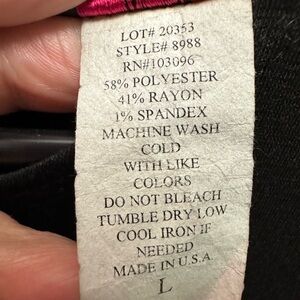 LOT# 20353
STYLE# 8988
RN#103096
58% POLYESTER
41% RAYON
1% SPANDEX
MACHINE WASH
COLD
WITH LIKE
COLORS
DO NOT BLEACH
TUMBLE DRY LOW
COOL IRON IF
NEEDED
MADE IN U.S.A
L